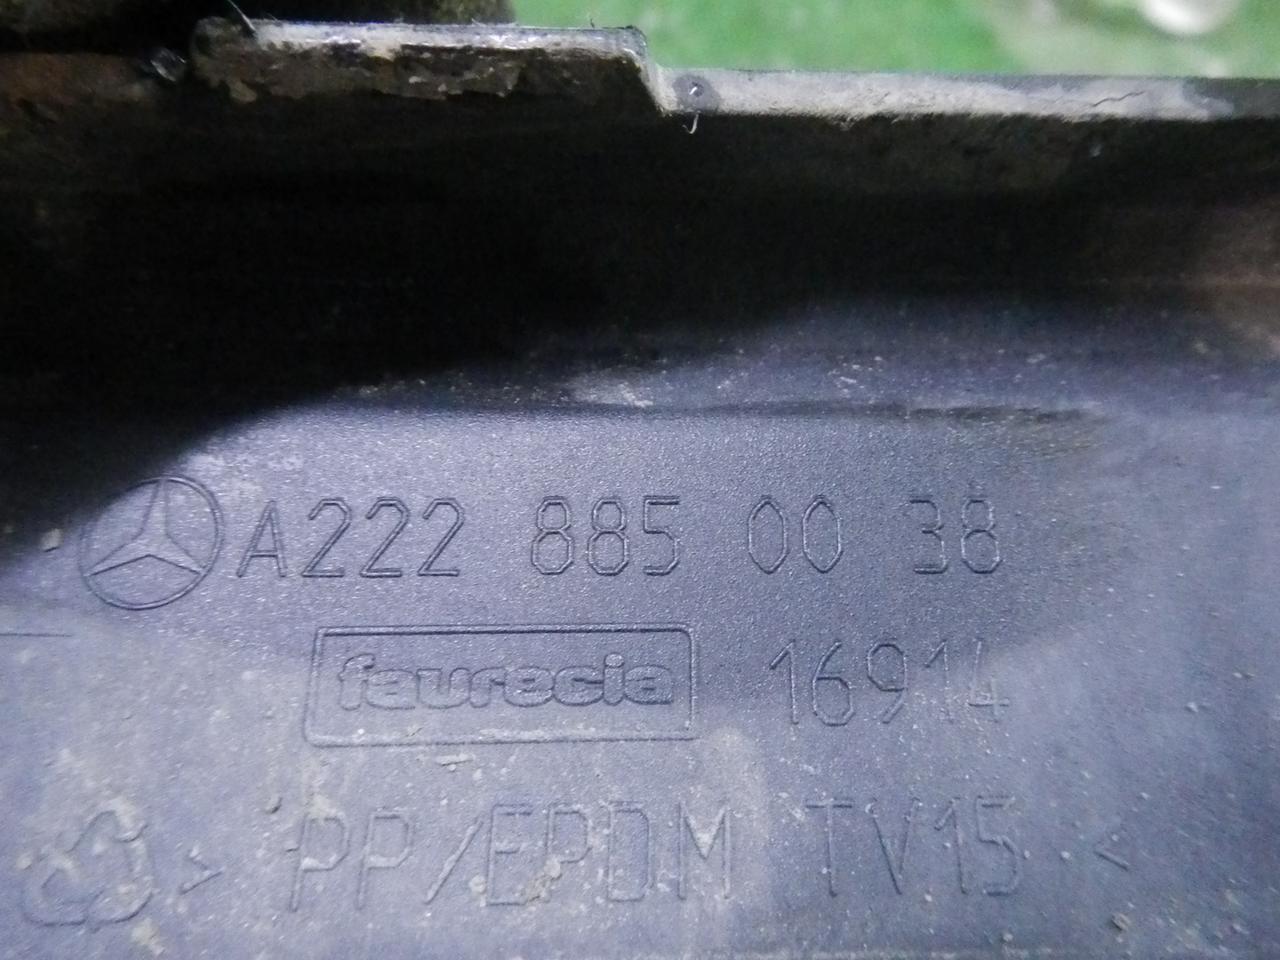 A222 885 00 38
faurecia 16914
> PP/EPDM TV15 <